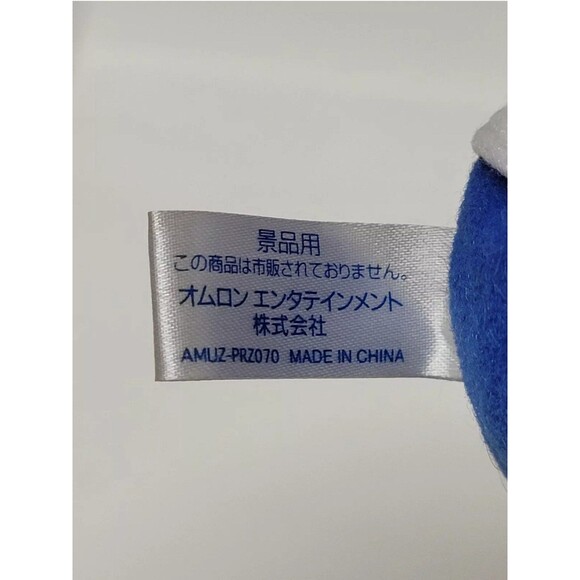 景品用
この商品は市販されておりません。
オムロン エンタテインメント
株式会社
AMUZ-PRZ070 MADE IN CHINA